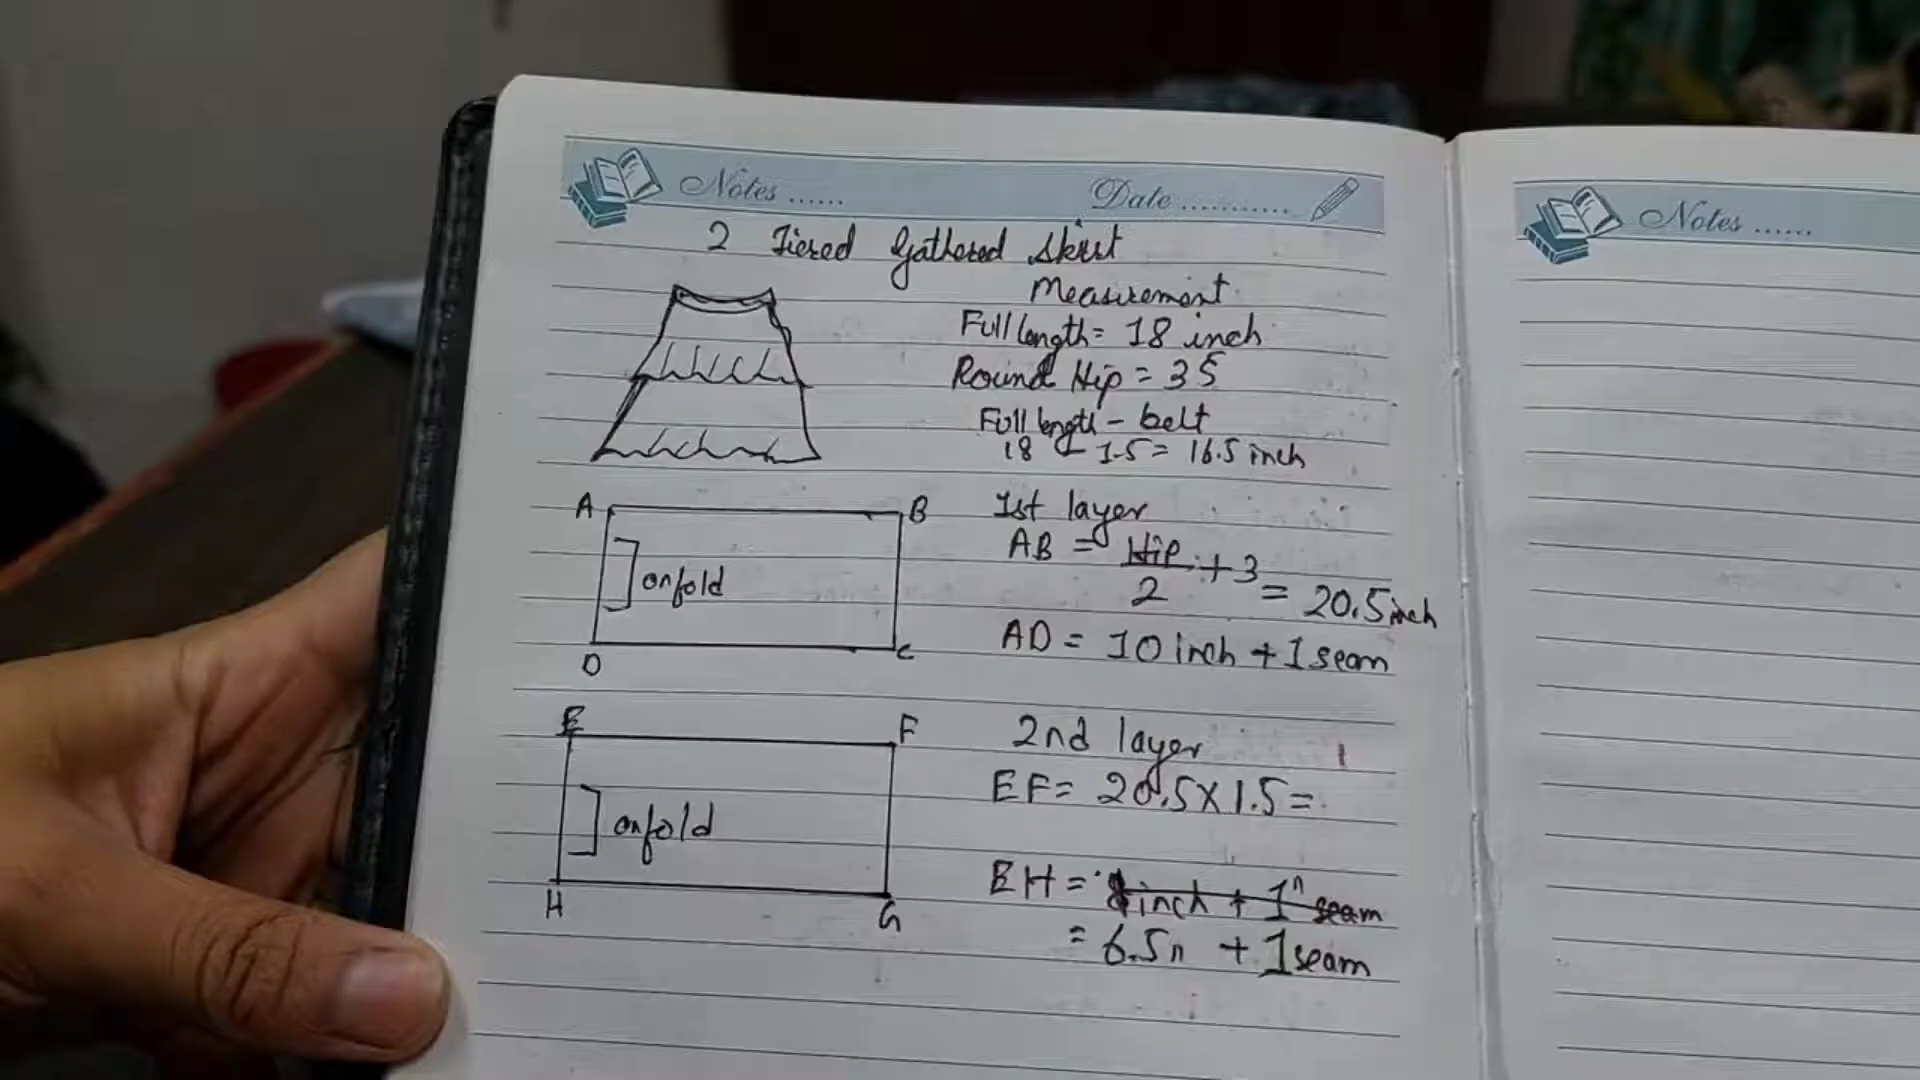 Notes ...... Date ............
2 Tiered Gathered Skirt
Measurement
Full length = 18 inch
Round Hip = 35
Full length - belt
18 - 1.5 = 16.5 inch
A B
onfold
D C
1st layer
AB = Hip/2 + 3 = 20.5 inch
AD = 10 inch + 1 seam
E F
onfold
H G
2nd layer
EF = 20.5 X 1.5 =
EH = inch + 1" seam
= 6.5" + 1 seam
Notes ......